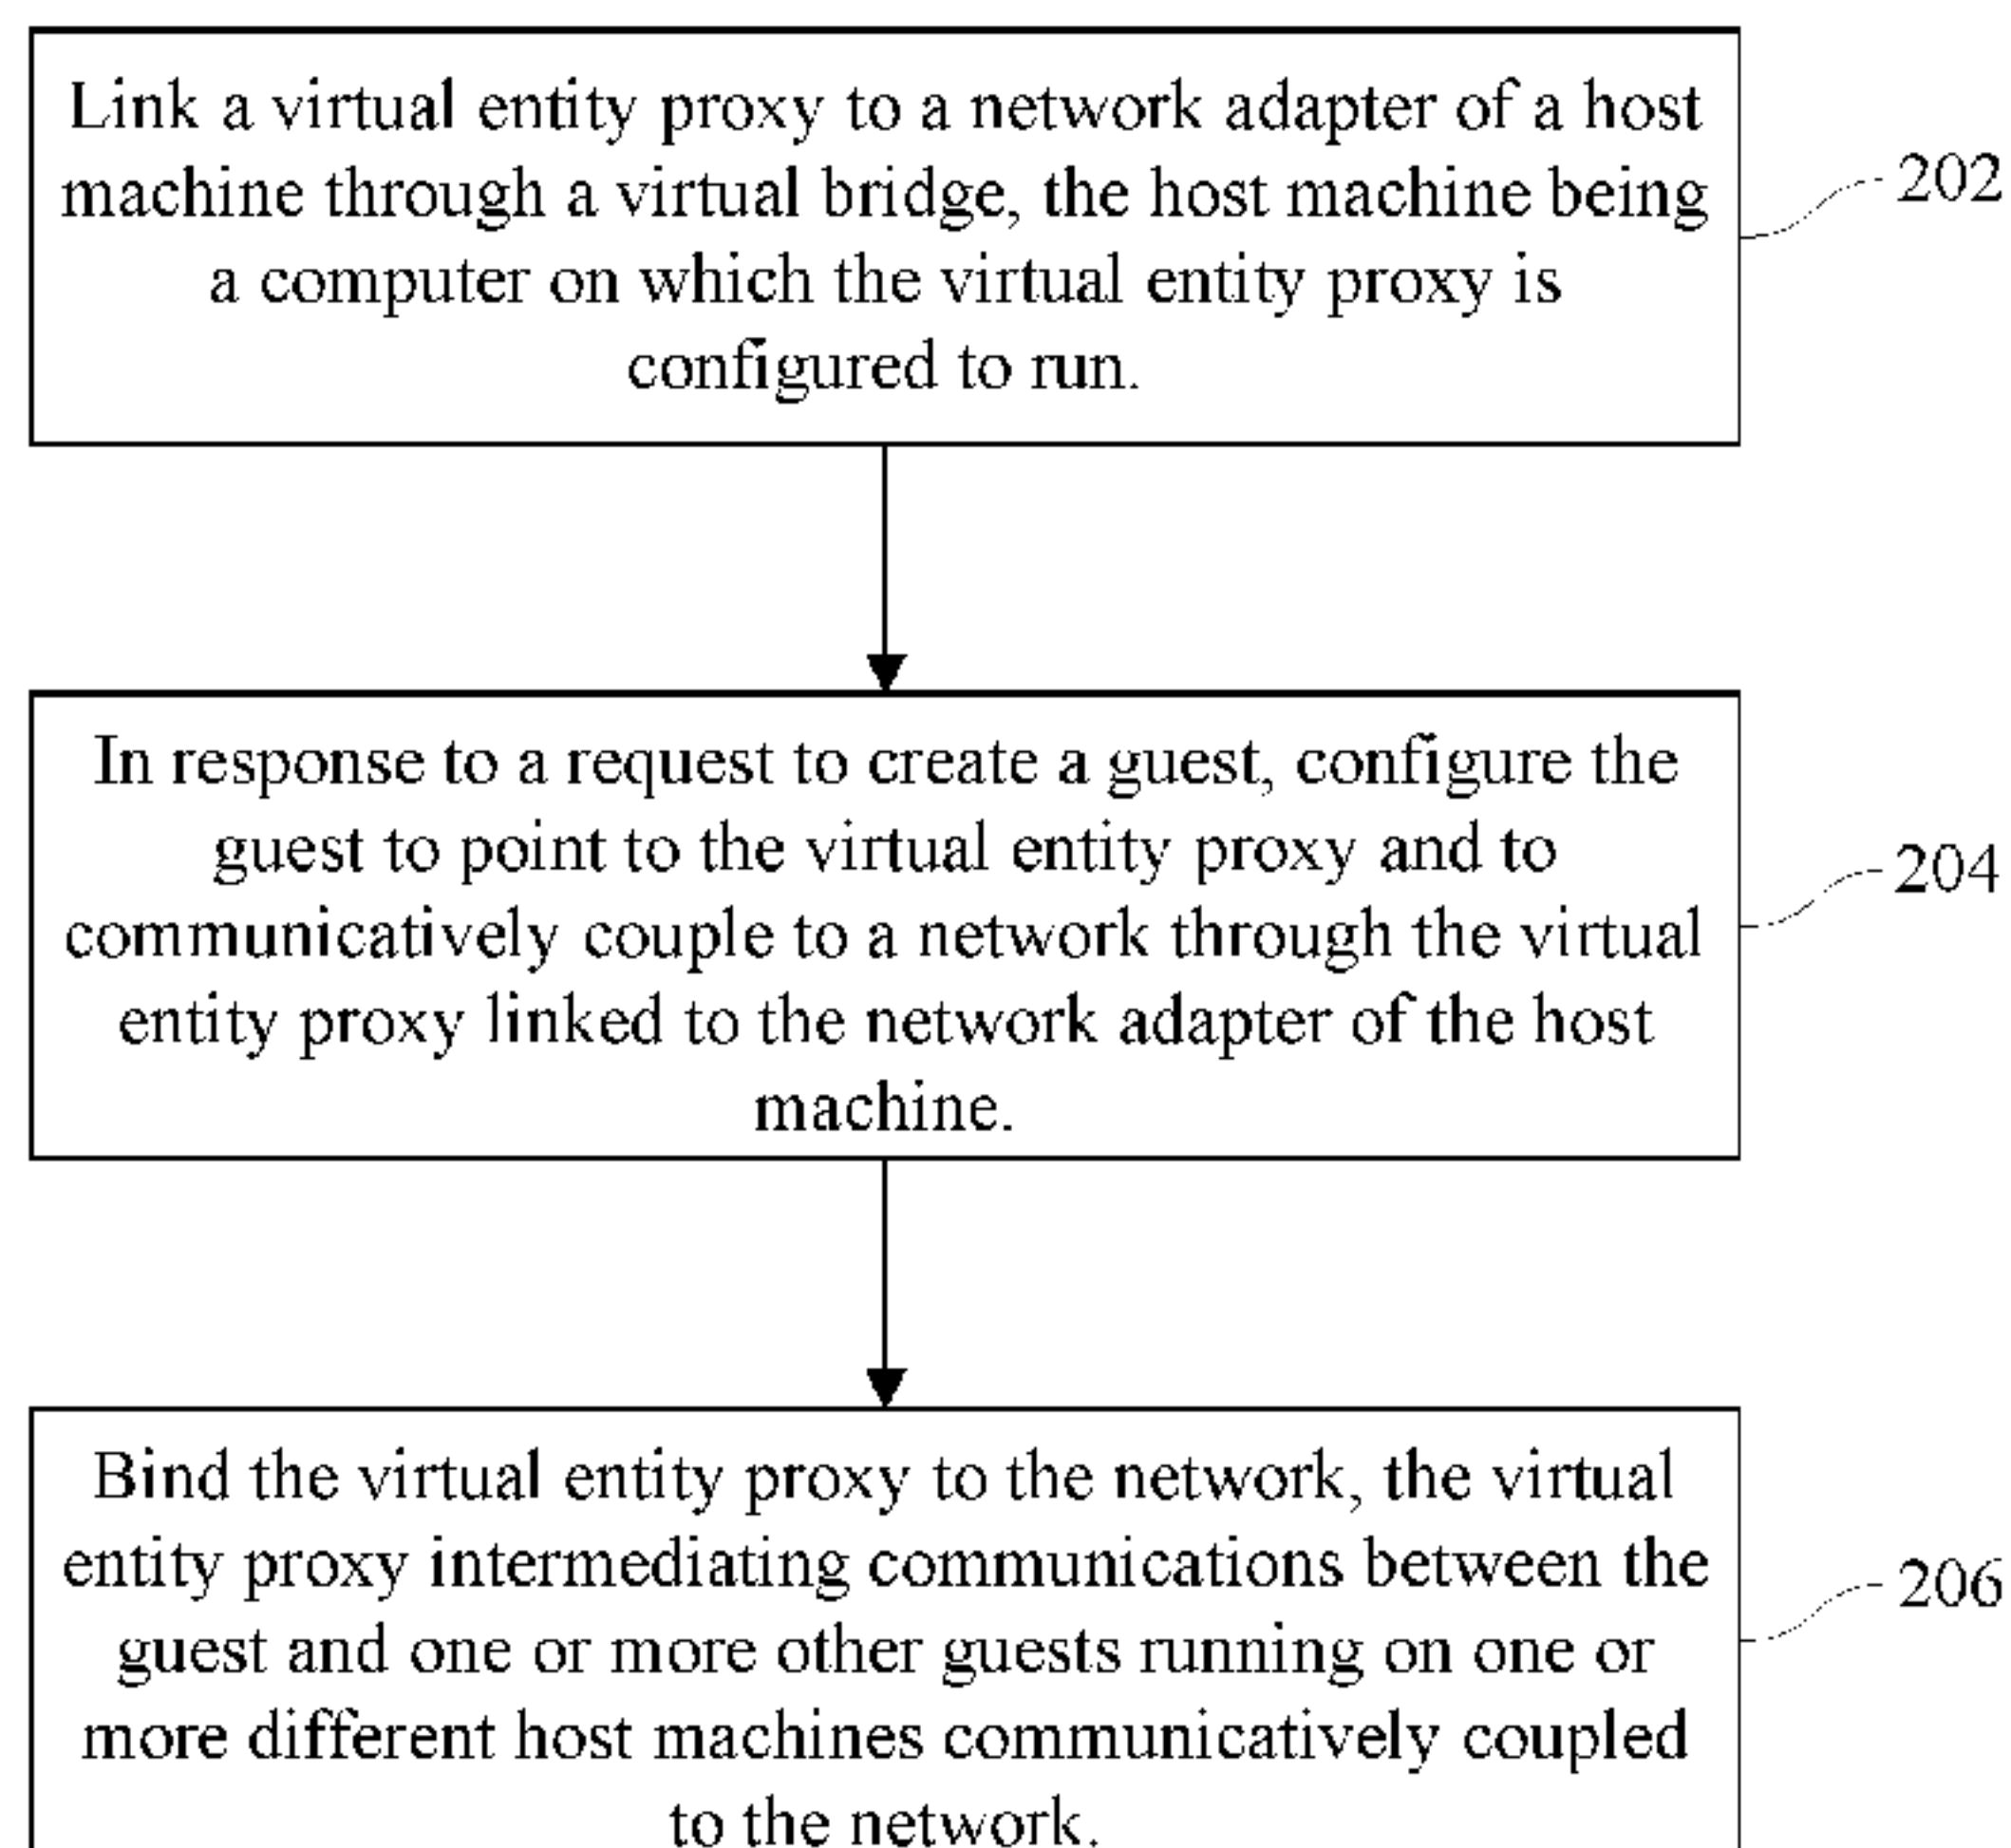 Link a virtual entity proxy to a network adapter of a host
machine through a virtual bridge, the host machine being
a computer on which the virtual entity proxy is
configured to run.
202
In response to a request to create a guest, configure the
guest to point to the virtual entity proxy and to
communicatively couple to a network through the virtual
entity proxy linked to the network adapter of the host
machine.
204
Bind the virtual entity proxy to the network, the virtual
entity proxy intermediating communications between the
guest and one or more other guests running on one or
more different host machines communicatively coupled
to the network.
206